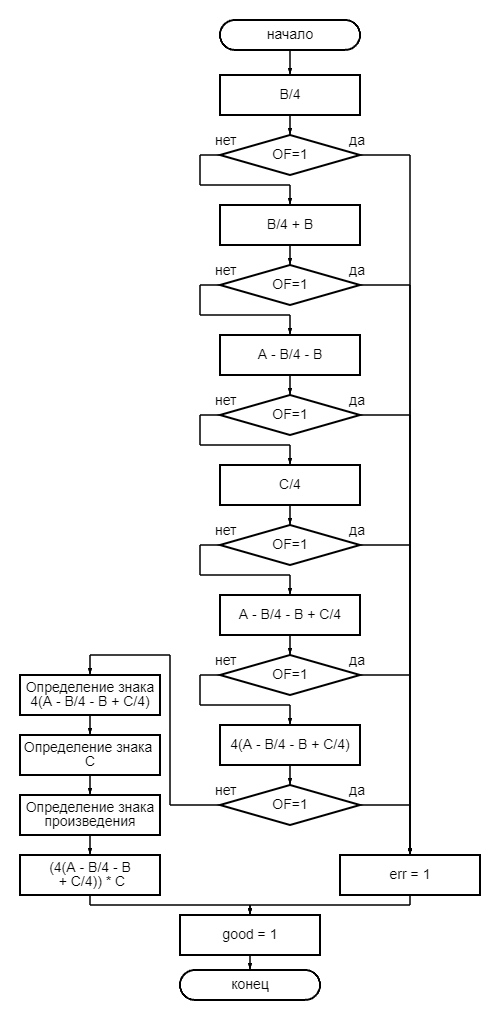 начало
B/4
нет
да
OF=1
B/4 + B
нет
да
OF=1
A - B/4 - B
нет
да
OF=1
C/4
нет
да
OF=1
A - B/4 - B + C/4
нет
да
OF=1
4(A - B/4 - B + C/4)
нет
да
OF=1
Определение знака
4(A - B/4 - B + C/4)
Определение знака
C
Определение знака
произведения
(4(A - B/4 - B
+ C/4)) * C
err = 1
good = 1
конец